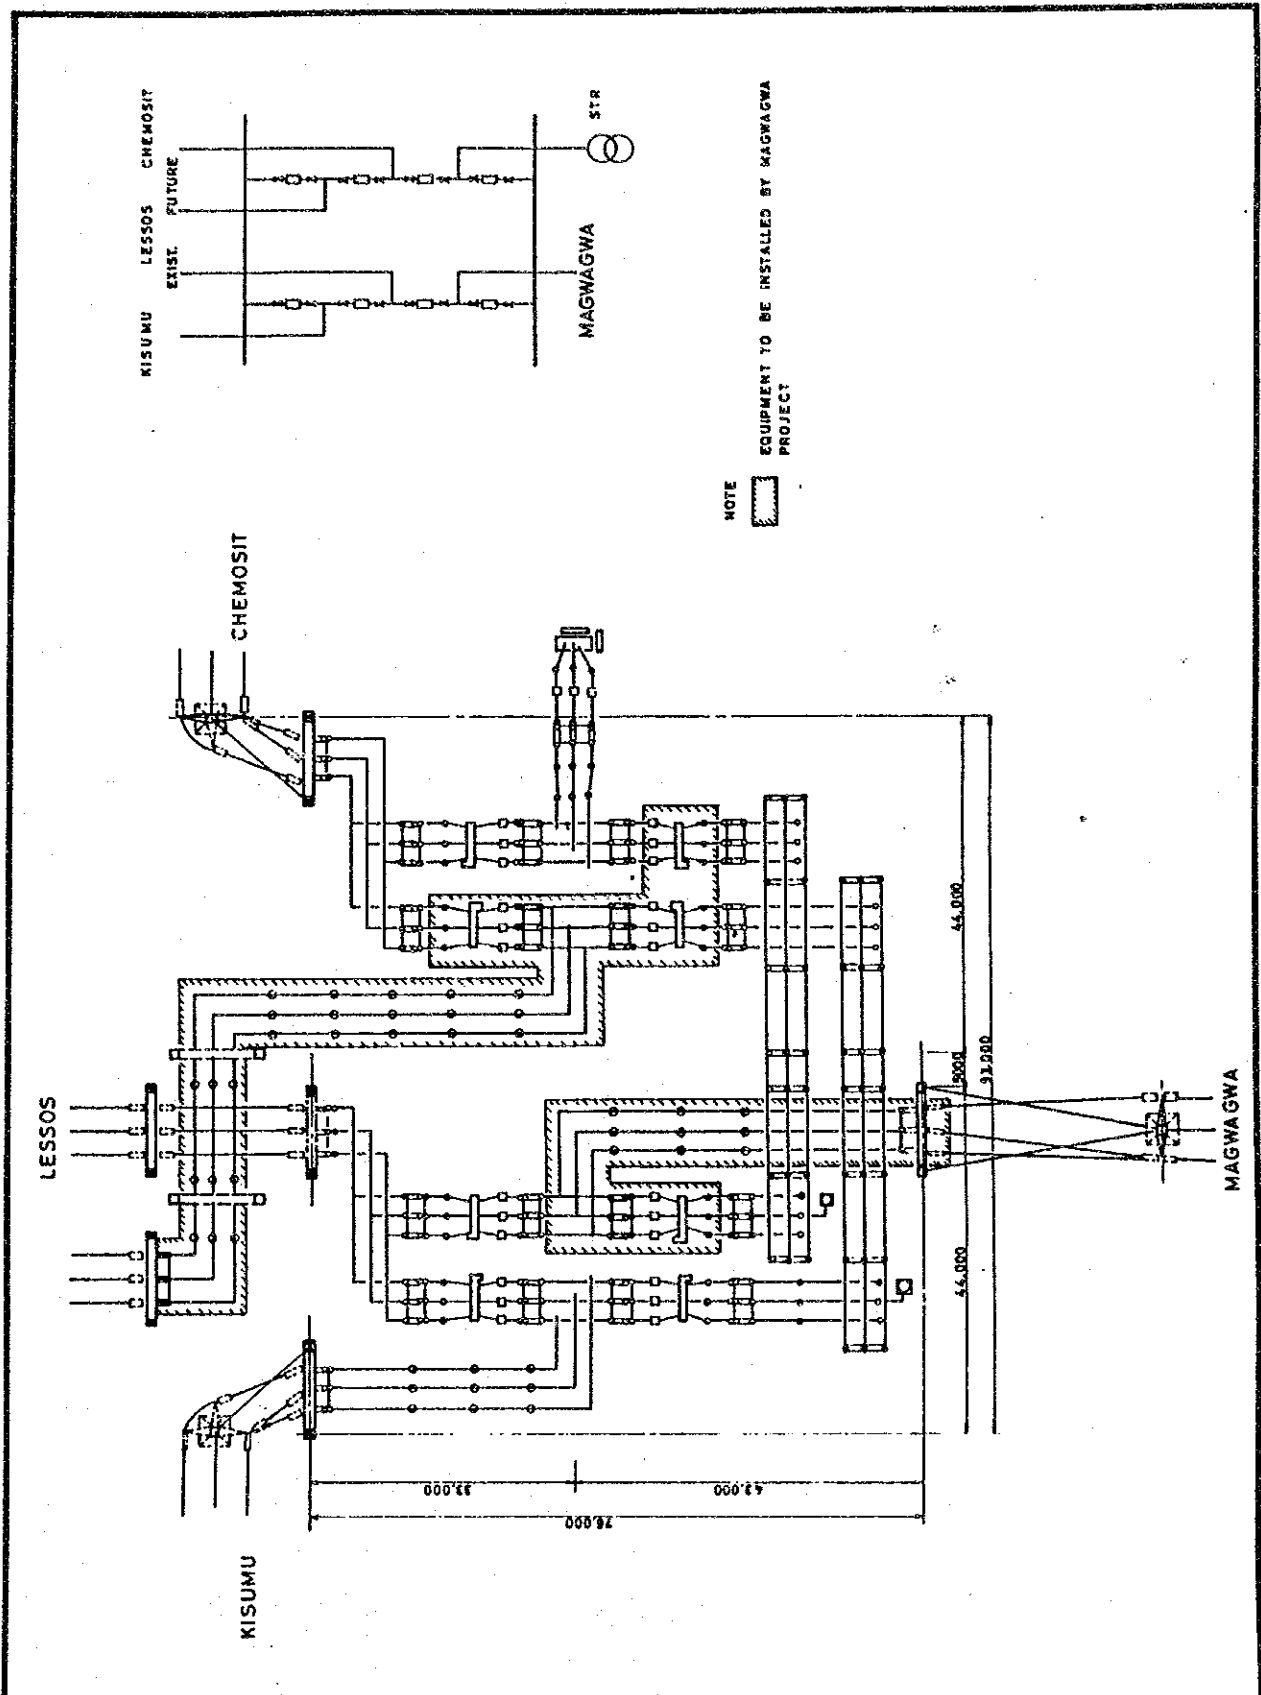 KISUMU
LESSOS
CHEMOSIT
EXIST.
FUTURE
STR
MAGWAGWA
NOTE
EQUIPMENT TO BE INSTALLED BY MAGWAGWA
PROJECT
KISUMU
LESSOS
CHEMOSIT
MAGWAGWA
33.000
43.000
76.000
44.000
5000
44.000
93.000